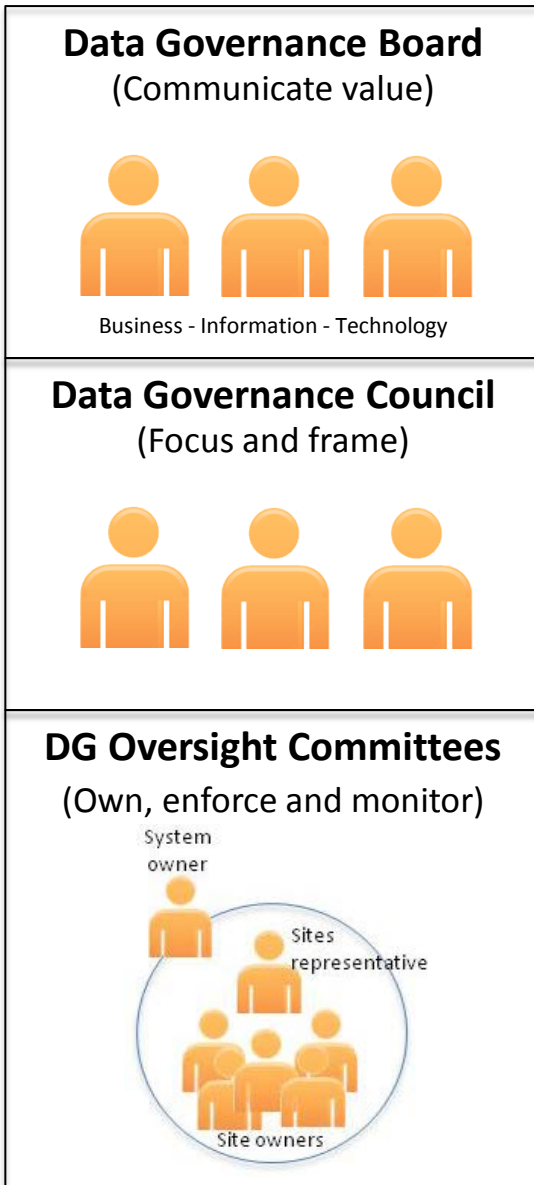 Data Governance Board
(Communicate value)
Business - Information - Technology
Data Governance Council
(Focus and frame)
DG Oversight Committees
(Own, enforce and monitor)
System
owner
Sites
representative
Site owners